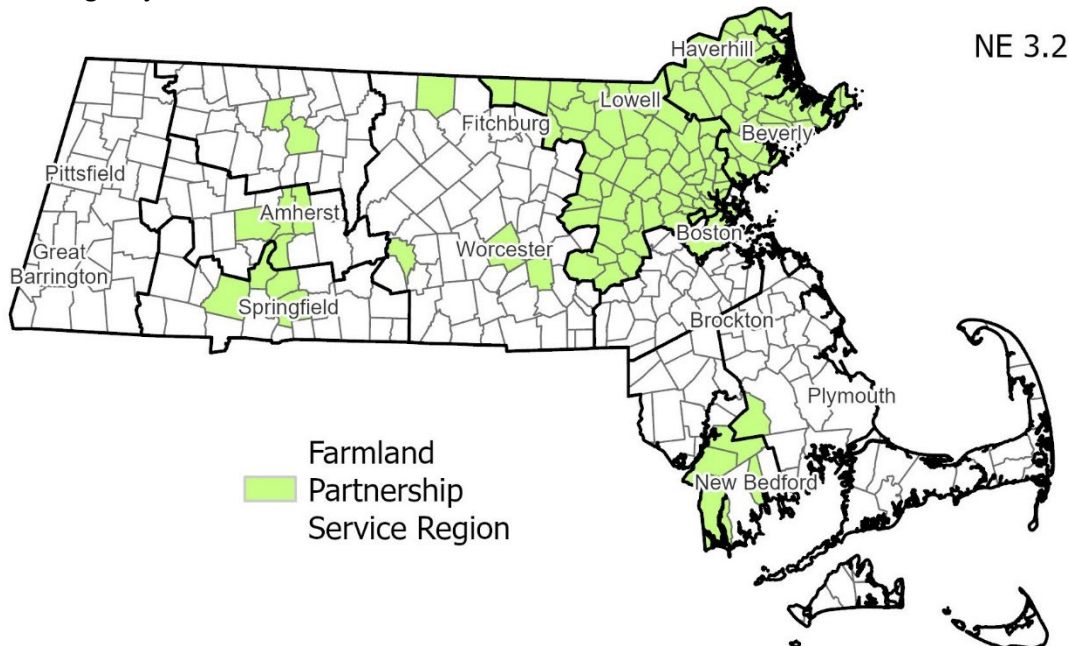 NE 3.2
Haverhill
Lowell
Fitchburg
Beverly
Pittsfield
Amherst
Boston
Worcester
Great
Barrington
Springfield
Brockton
Plymouth
New Bedford
Farmland
Partnership
Service Region